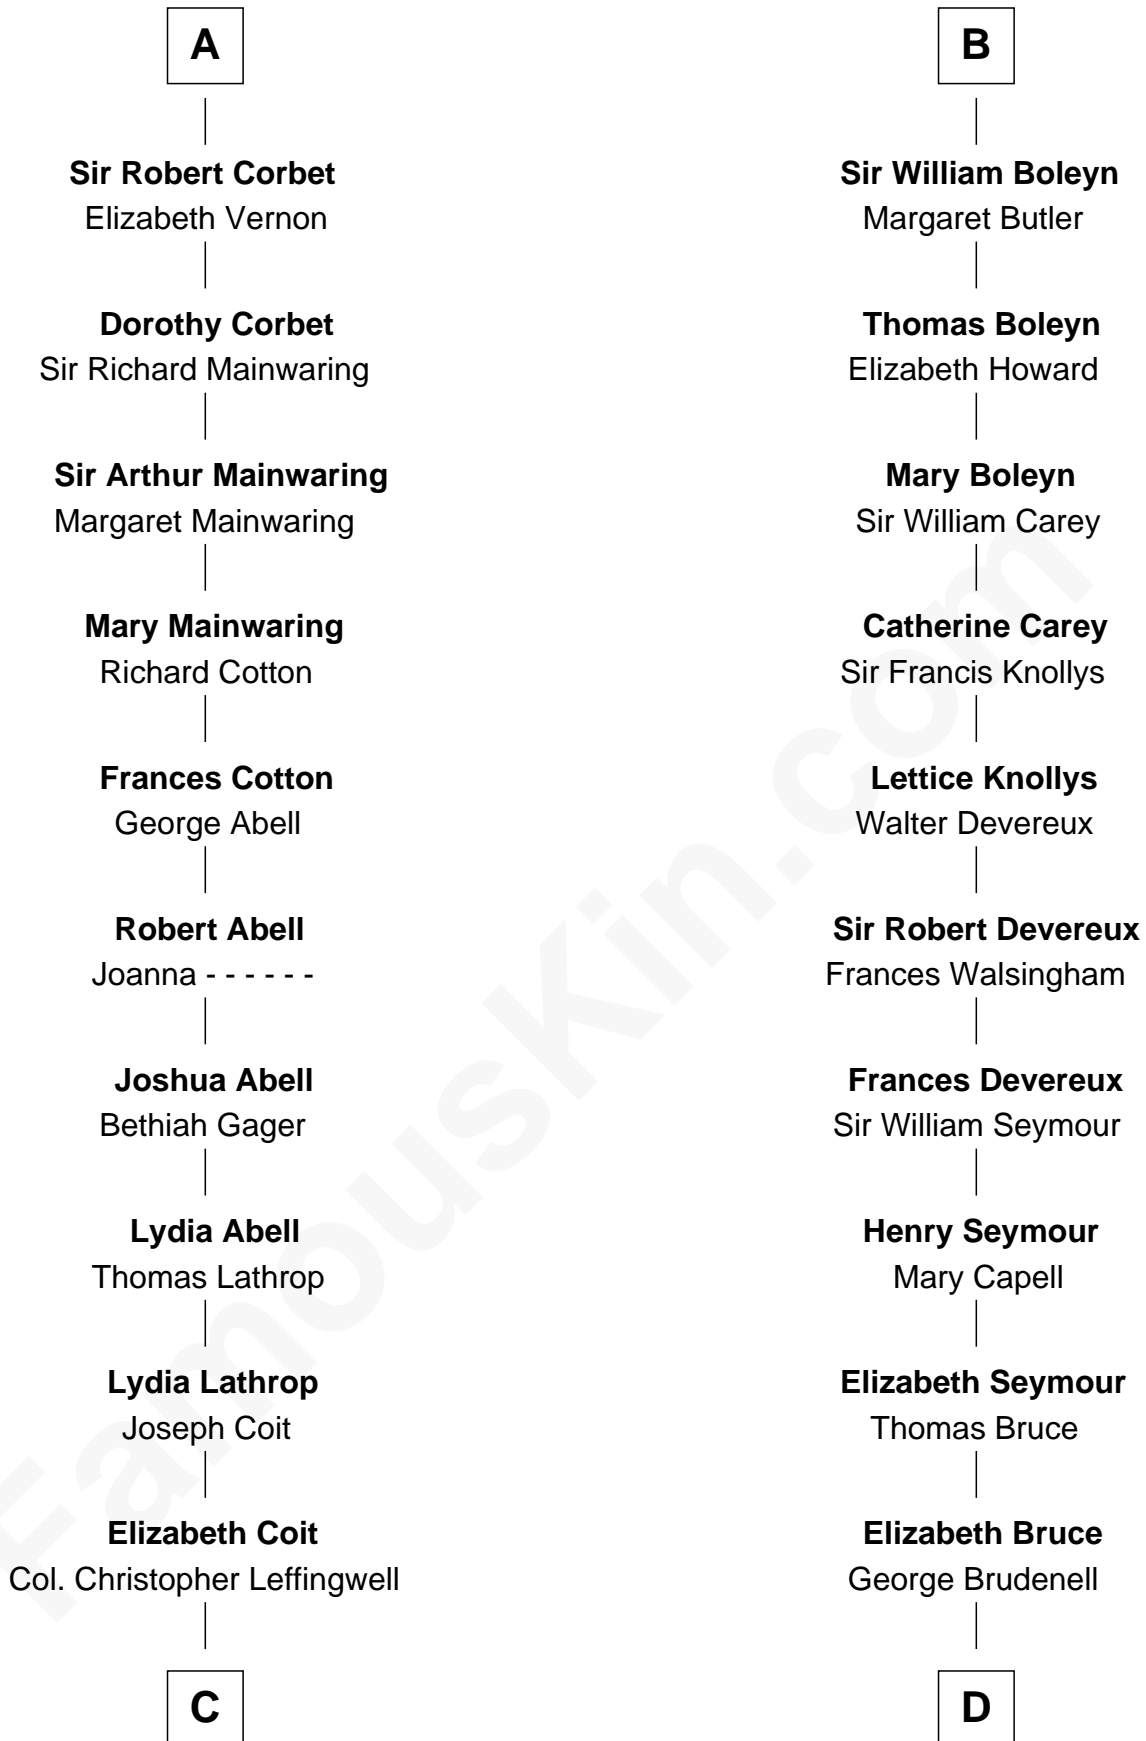 A
Sir Robert Corbet
Elizabeth Vernon
Dorothy Corbet
Sir Richard Mainwaring
Sir Arthur Mainwaring
Margaret Mainwaring
Mary Mainwaring
Richard Cotton
Frances Cotton
George Abell
Robert Abell
Joanna - - - - - -
Joshua Abell
Bethiah Gager
Lydia Abell
Thomas Lathrop
Lydia Lathrop
Joseph Coit
Elizabeth Coit
Col. Christopher Leffingwell
C
B
Sir William Boleyn
Margaret Butler
Thomas Boleyn
Elizabeth Howard
Mary Boleyn
Sir William Carey
Catherine Carey
Sir Francis Knollys
Lettice Knollys
Walter Devereux
Sir Robert Devereux
Frances Walsingham
Frances Devereux
Sir William Seymour
Henry Seymour
Mary Capell
Elizabeth Seymour
Thomas Bruce
Elizabeth Bruce
George Brudenell
D
FamousKin.com